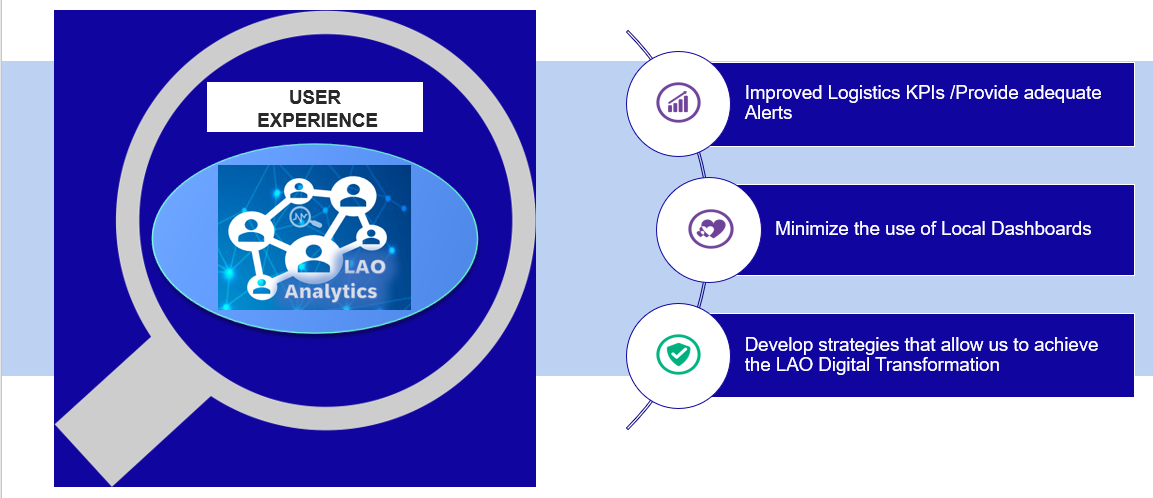 USER
EXPERIENCE
LAO
Analytics
Improved Logistics KPIs /Provide adequate
Alerts
Minimize the use of Local Dashboards
Develop strategies that allow us to achieve
the LAO Digital Transformation